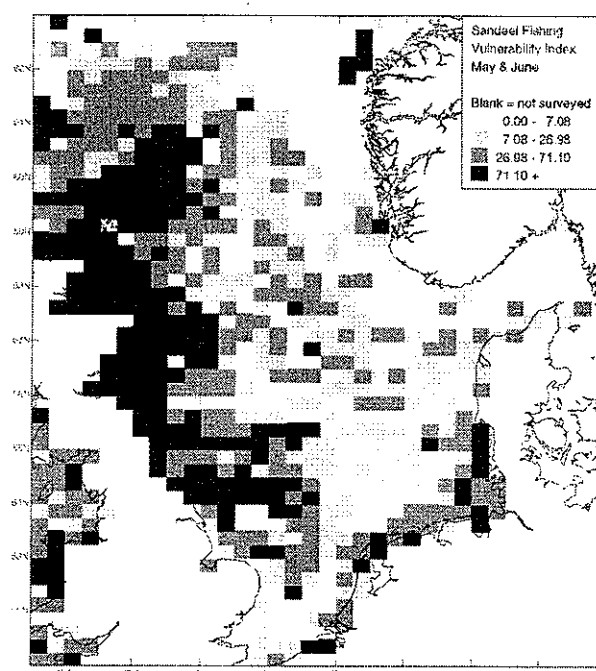 Sandeel Fishing
Vulnerability Index
May & June
Blank = not surveyed
0.00 - 7.08
7.08 - 26.98
26.98 - 71.10
71.10 +